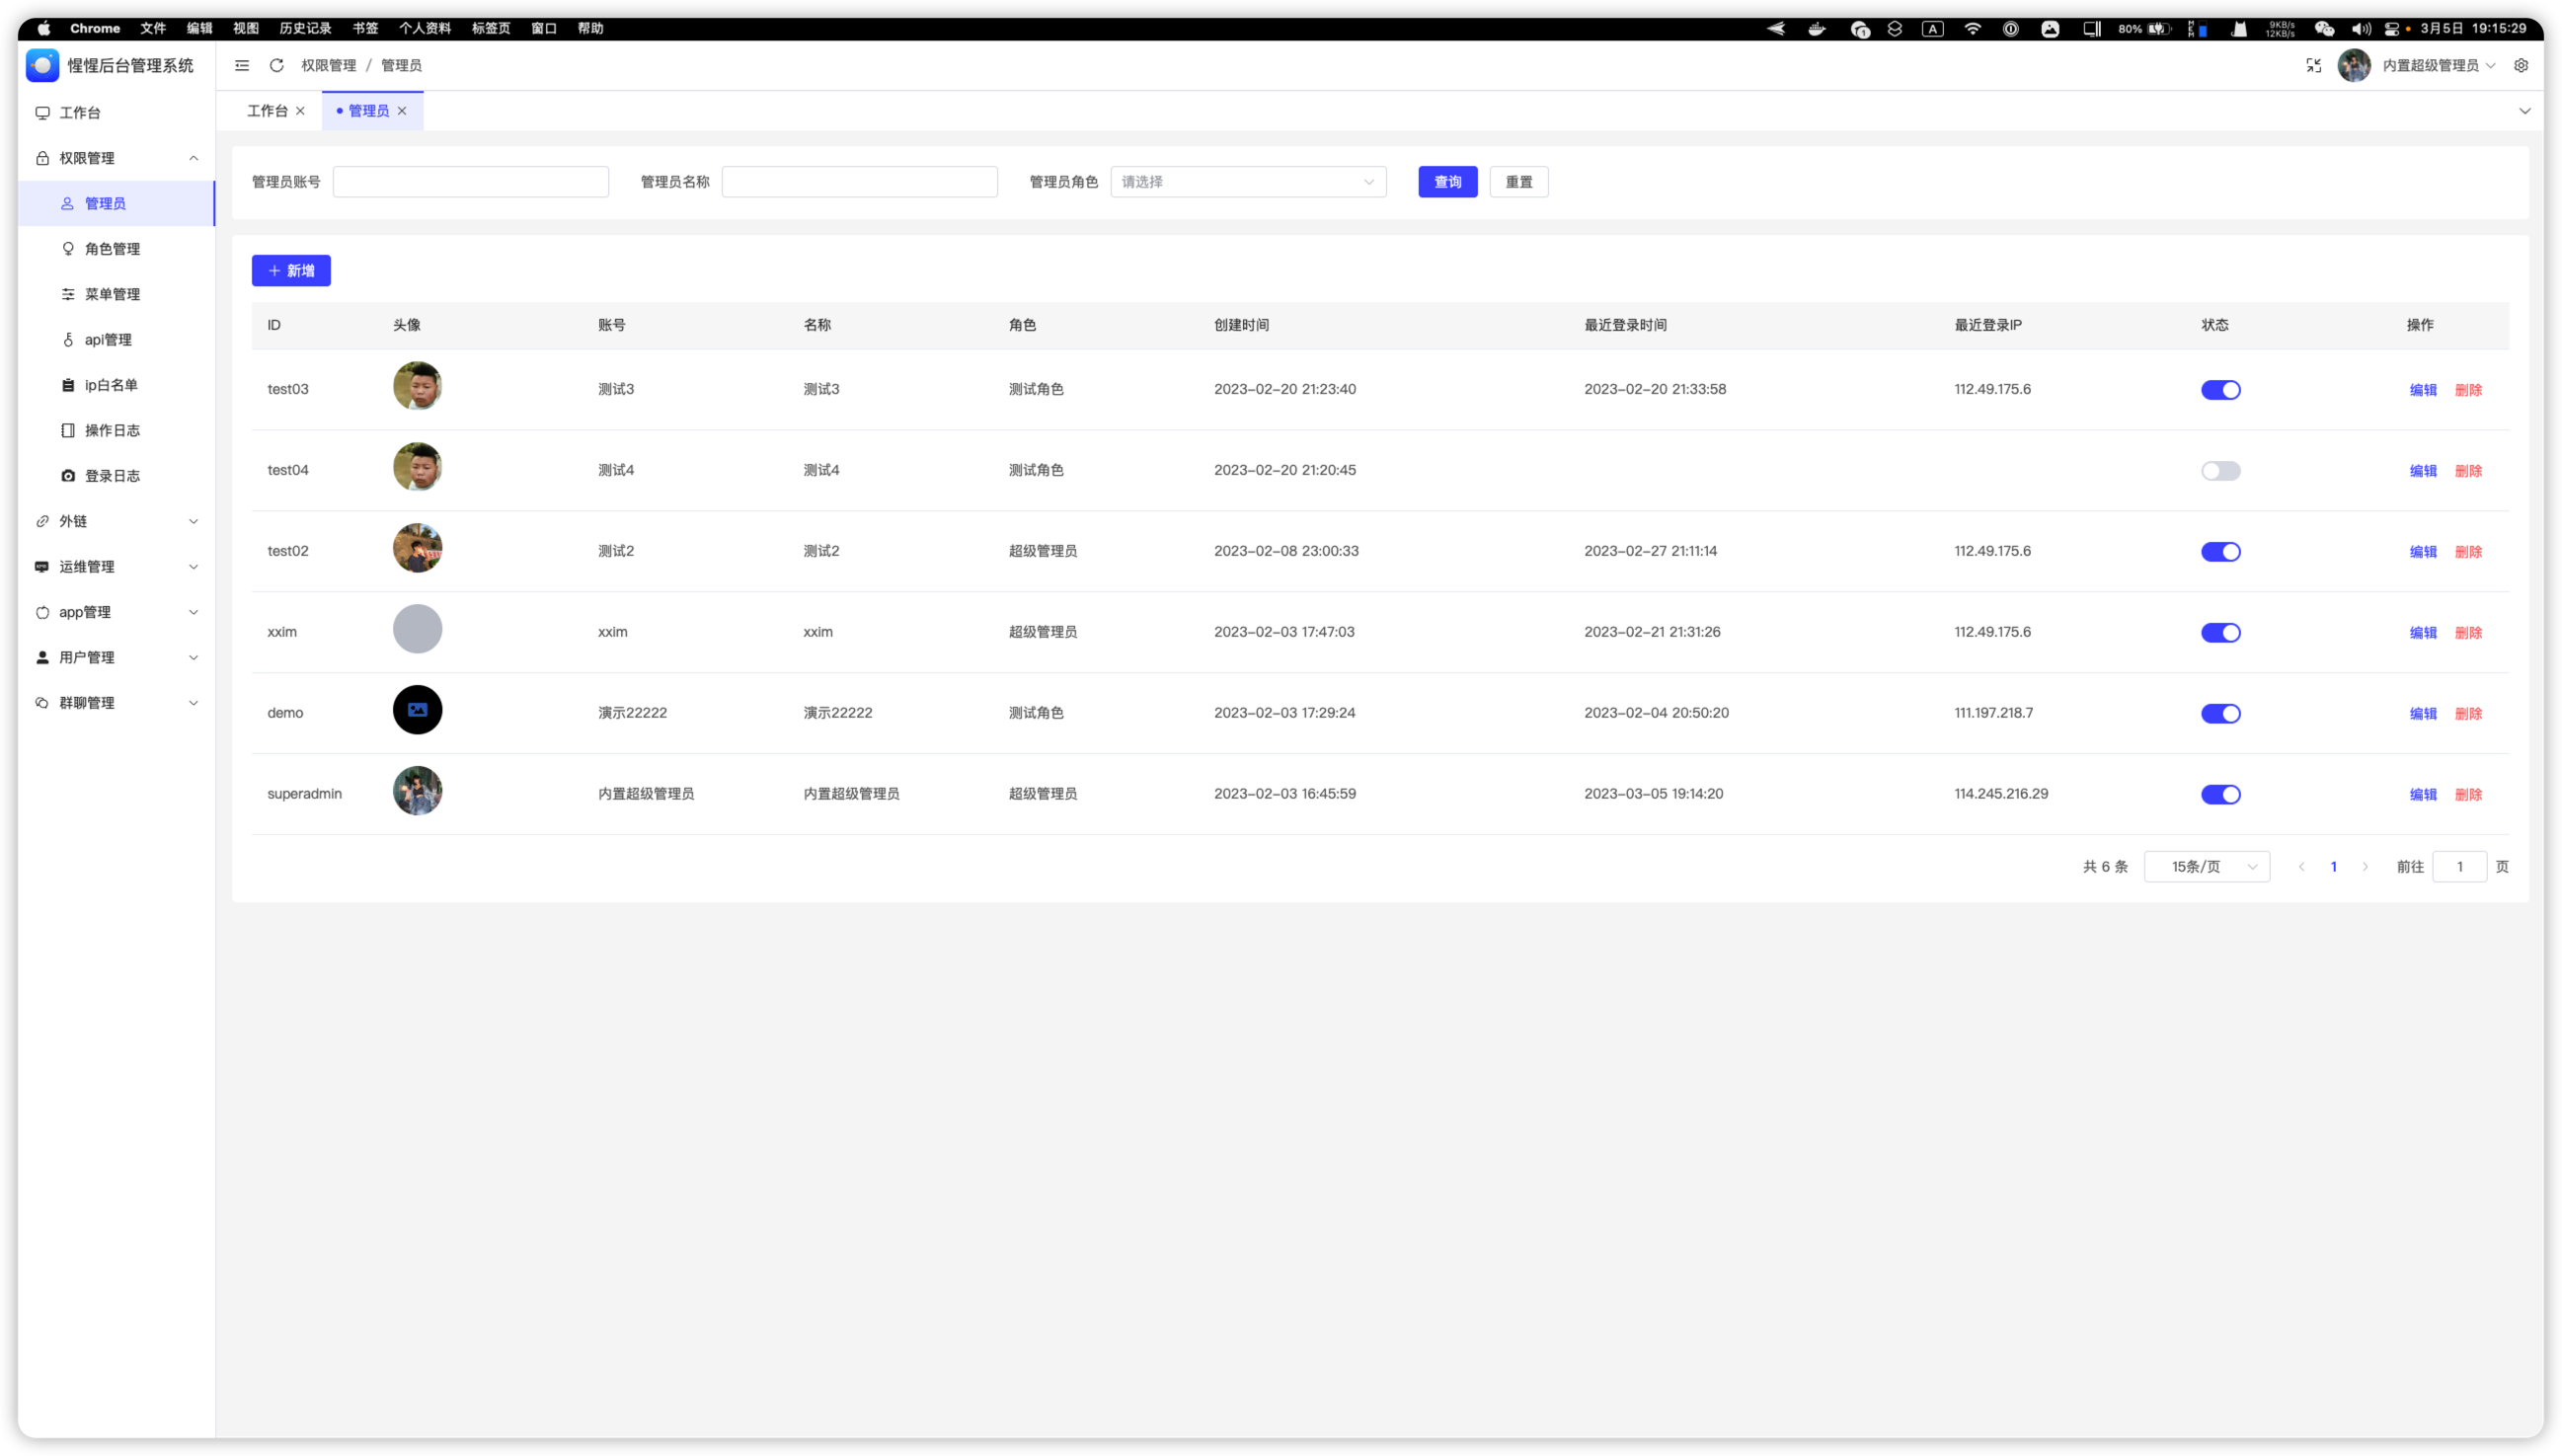 Chrome 文件 编辑 视图 历史记录 书签 个人资料 标签页 窗口 帮助 A 80% 9KB/s 12KB/s 3月5日 19:15:29
惺惺后台管理系统
权限管理 / 管理员
内置超级管理员
工作台
权限管理
管理员
角色管理
菜单管理
api管理
ip白名单
操作日志
登录日志
外链
运维管理
app管理
用户管理
群聊管理
工作台 管理员
管理员账号 管理员名称 管理员角色 请选择 查询 重置
新增
ID 头像 账号 名称 角色 创建时间 最近登录时间 最近登录IP 状态 操作
test03 测试3 测试3 测试角色 2023-02-20 21:23:40 2023-02-20 21:33:58 112.49.175.6 编辑 删除
test04 测试4 测试4 测试角色 2023-02-20 21:20:45 编辑 删除
test02 测试2 测试2 超级管理员 2023-02-08 23:00:33 2023-02-27 21:11:14 112.49.175.6 编辑 删除
xxim xxim xxim 超级管理员 2023-02-03 17:47:03 2023-02-21 21:31:26 112.49.175.6 编辑 删除
demo 演示22222 演示22222 测试角色 2023-02-03 17:29:24 2023-02-04 20:50:20 111.197.218.7 编辑 删除
superadmin 内置超级管理员 内置超级管理员 超级管理员 2023-02-03 16:45:59 2023-03-05 19:14:20 114.245.216.29 编辑 删除
共 6 条 15条/页 1 前往 1 页